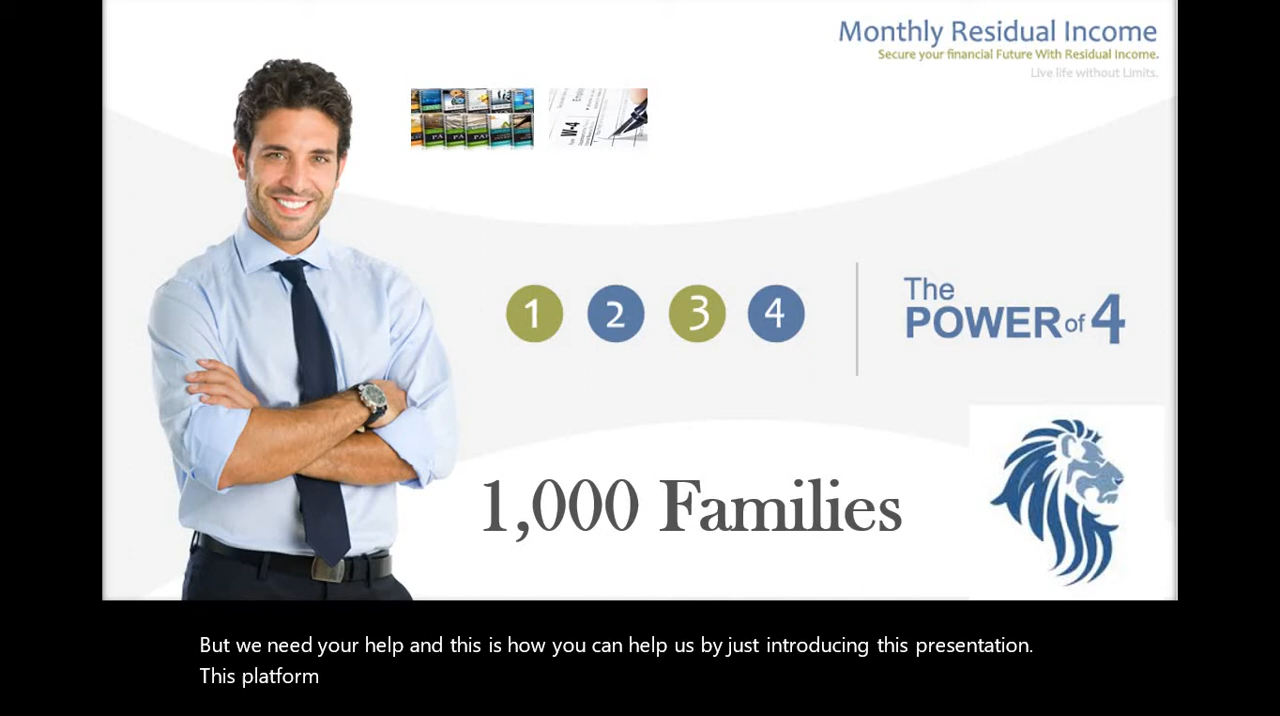 Monthly Residual Income
Secure your financial Future With Residual Income.
Live life without Limits.
W-4
1 2 3 4
The
POWER of 4
1,000 Families
But we need your help and this is how you can help us by just introducing this presentation.
This platform